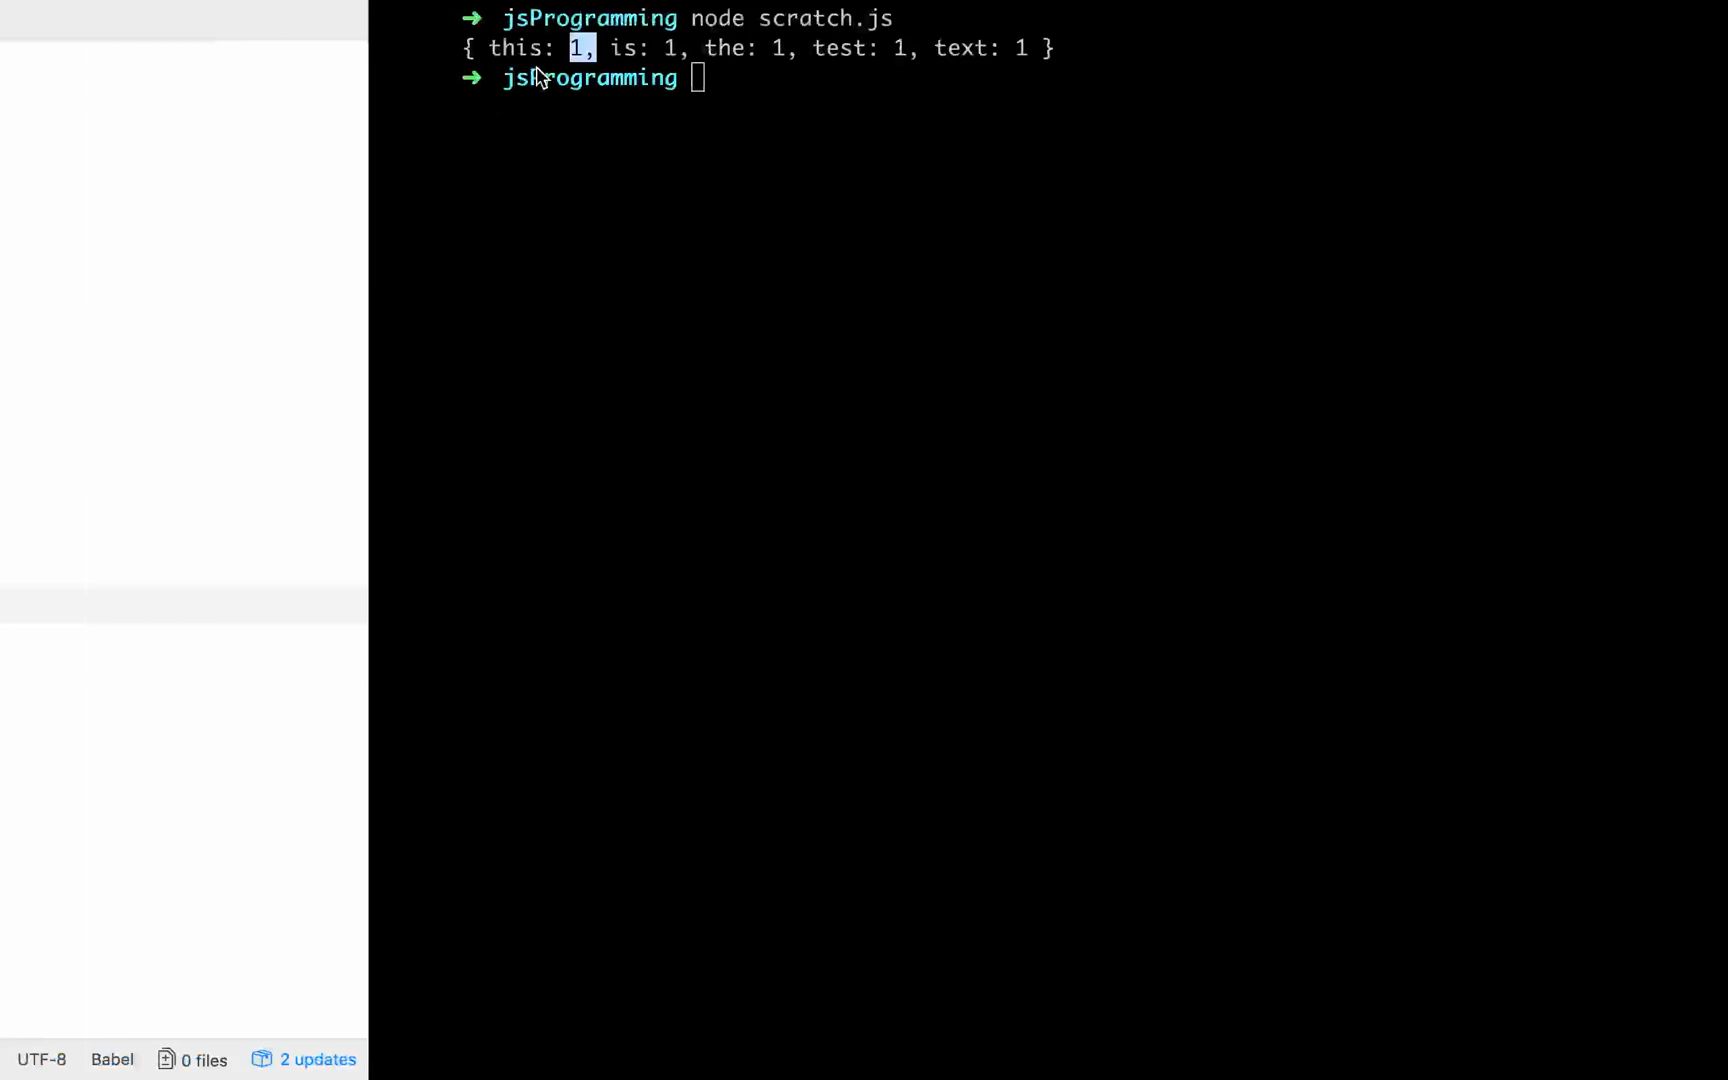 ➜ jsProgramming node scratch.js
{ this: 1, is: 1, the: 1, test: 1, text: 1 }
➜ jsProgramming
UTF-8 Babel 0 files 2 updates